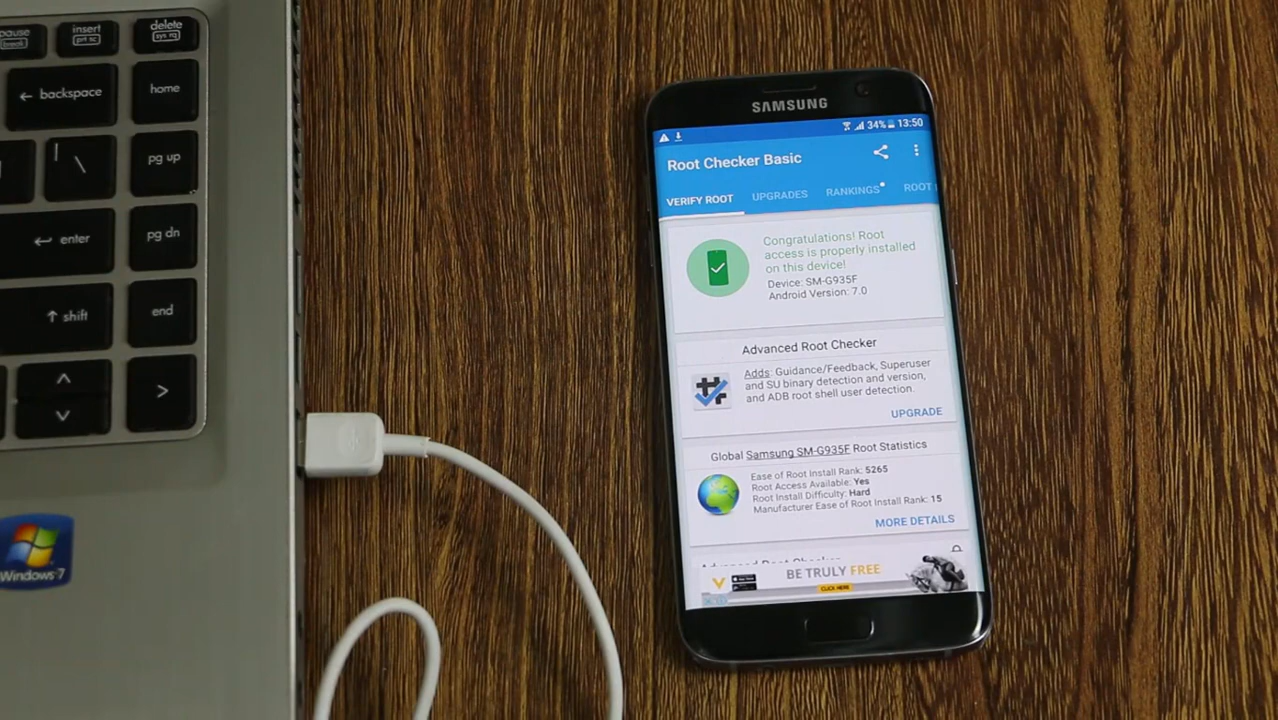 pause
break
insert
prt sc
delete
sys rq
← backspace
home
\
pg up
enter
pg dn
↑ shift
end
>
Windows 7
SAMSUNG
34% 13:50
Root Checker Basic
VERIFY ROOT UPGRADES RANKINGS ROOT
Congratulations! Root
access is properly installed
on this device!
Device: SM-G935F
Android Version: 7.0
Advanced Root Checker
Adds: Guidance/Feedback, Superuser
and SU binary detection and version,
and ADB root shell user detection.
UPGRADE
Global Samsung SM-G935F Root Statistics
Ease of Root Install Rank: 5265
Root Access Available: Yes
Root Install Difficulty: Hard
Manufacturer Ease of Root Install Rank: 15
MORE DETAILS
Advanced Root Checker
BE TRULY FREE
CLICK HERE